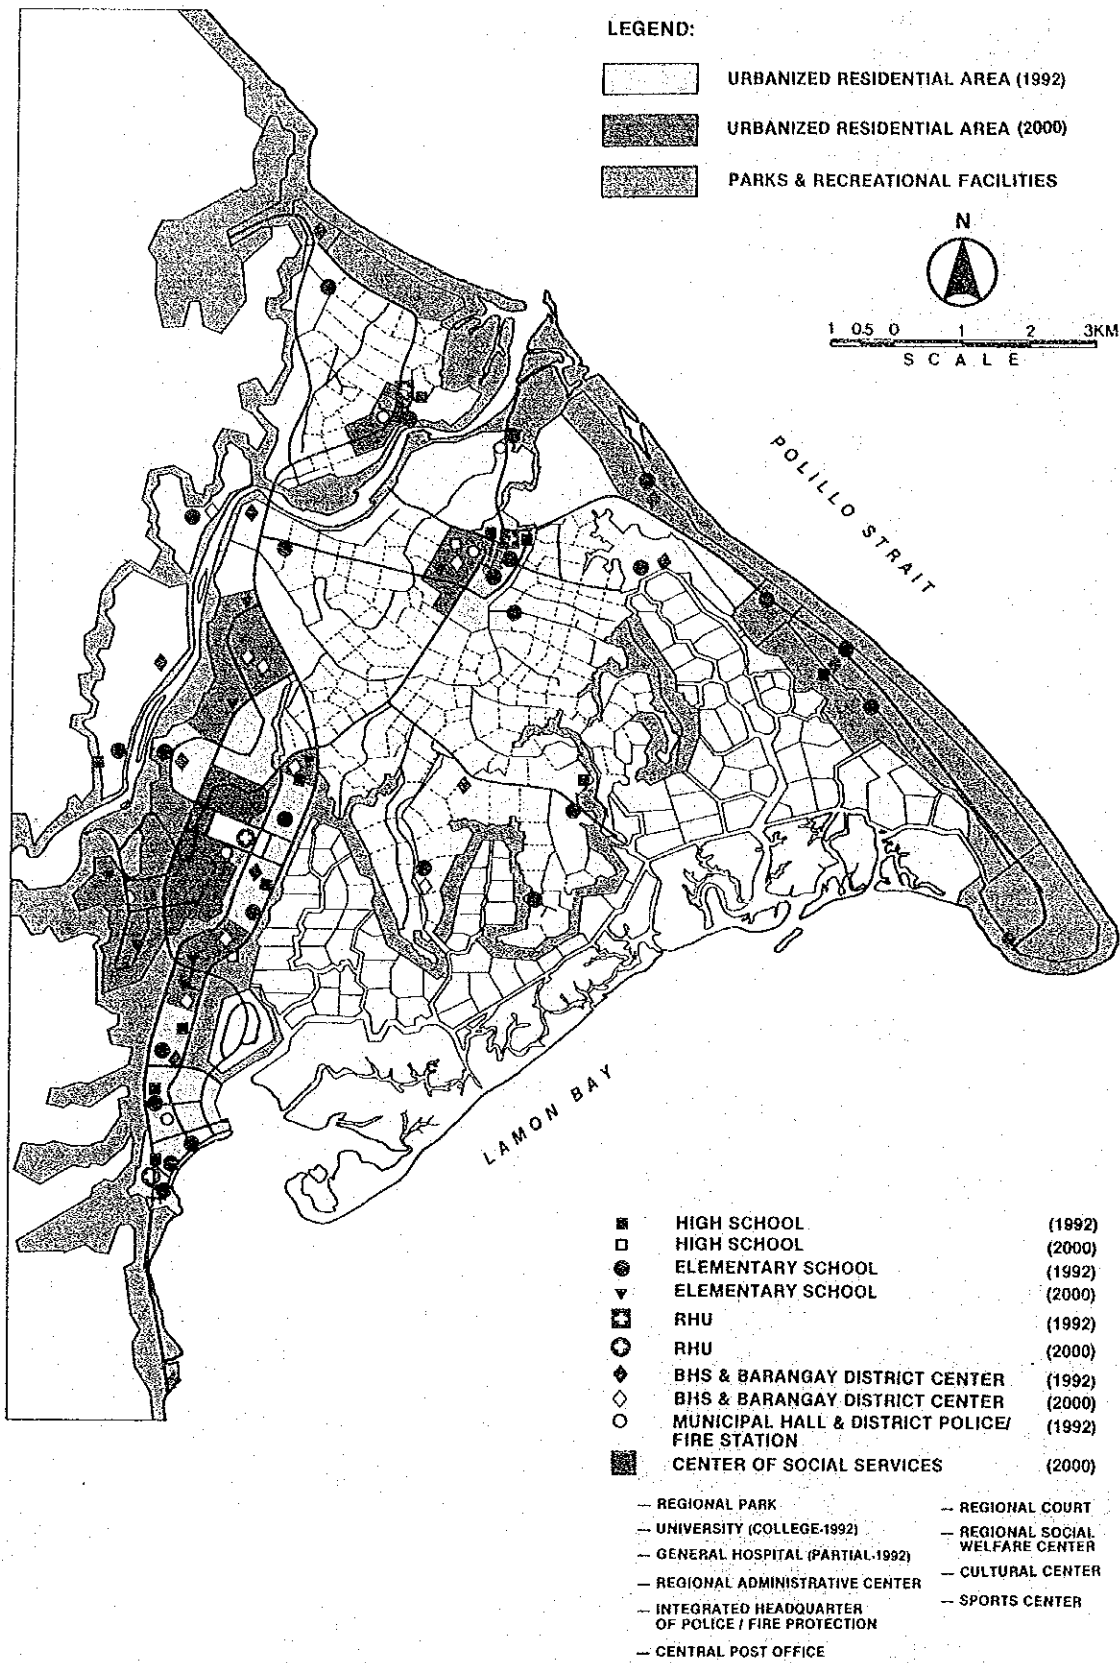 LEGEND:
URBANIZED RESIDENTIAL AREA (1992)
URBANIZED RESIDENTIAL AREA (2000)
PARKS & RECREATIONAL FACILITIES
N
1 0.5 0 1 2 3KM
SCALE
POLILLO STRAIT
LAMON BAY
HIGH SCHOOL (1992)
HIGH SCHOOL (2000)
ELEMENTARY SCHOOL (1992)
ELEMENTARY SCHOOL (2000)
RHU (1992)
RHU (2000)
BHS & BARANGAY DISTRICT CENTER (1992)
BHS & BARANGAY DISTRICT CENTER (2000)
MUNICIPAL HALL & DISTRICT POLICE/ (1992)
FIRE STATION
CENTER OF SOCIAL SERVICES (2000)
— REGIONAL PARK
— UNIVERSITY (COLLEGE-1992)
— GENERAL HOSPITAL (PARTIAL-1992)
— REGIONAL ADMINISTRATIVE CENTER
— INTEGRATED HEADQUARTER
OF POLICE / FIRE PROTECTION
— CENTRAL POST OFFICE
— REGIONAL COURT
— REGIONAL SOCIAL
WELFARE CENTER
— CULTURAL CENTER
— SPORTS CENTER